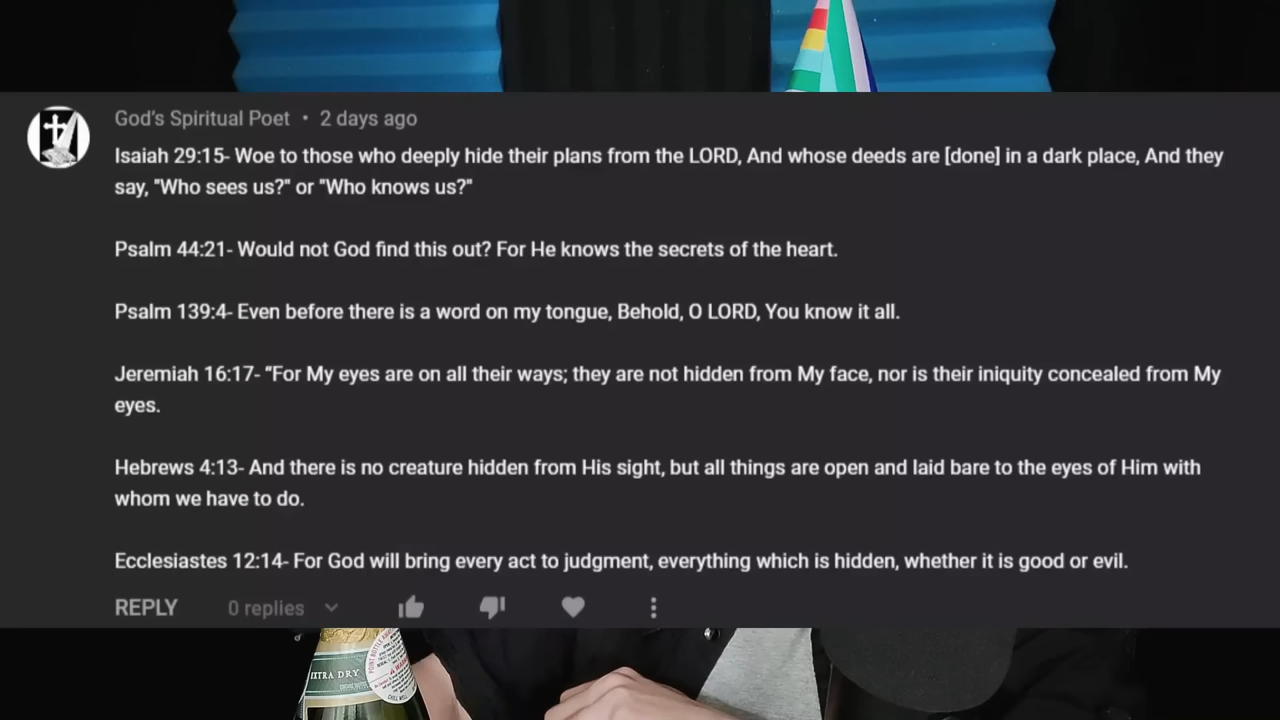 God's Spiritual Poet • 2 days ago
Isaiah 29:15- Woe to those who deeply hide their plans from the LORD, And whose deeds are [done] in a dark place, And they
say, "Who sees us?" or "Who knows us?"
Psalm 44:21- Would not God find this out? For He knows the secrets of the heart.
Psalm 139:4- Even before there is a word on my tongue, Behold, O LORD, You know it all.
Jeremiah 16:17- "For My eyes are on all their ways; they are not hidden from My face, nor is their iniquity concealed from My
eyes.
Hebrews 4:13- And there is no creature hidden from His sight, but all things are open and laid bare to the eyes of Him with
whom we have to do.
Ecclesiastes 12:14- For God will bring every act to judgment, everything which is hidden, whether it is good or evil.
REPLY 0 replies
EXTRA DRY